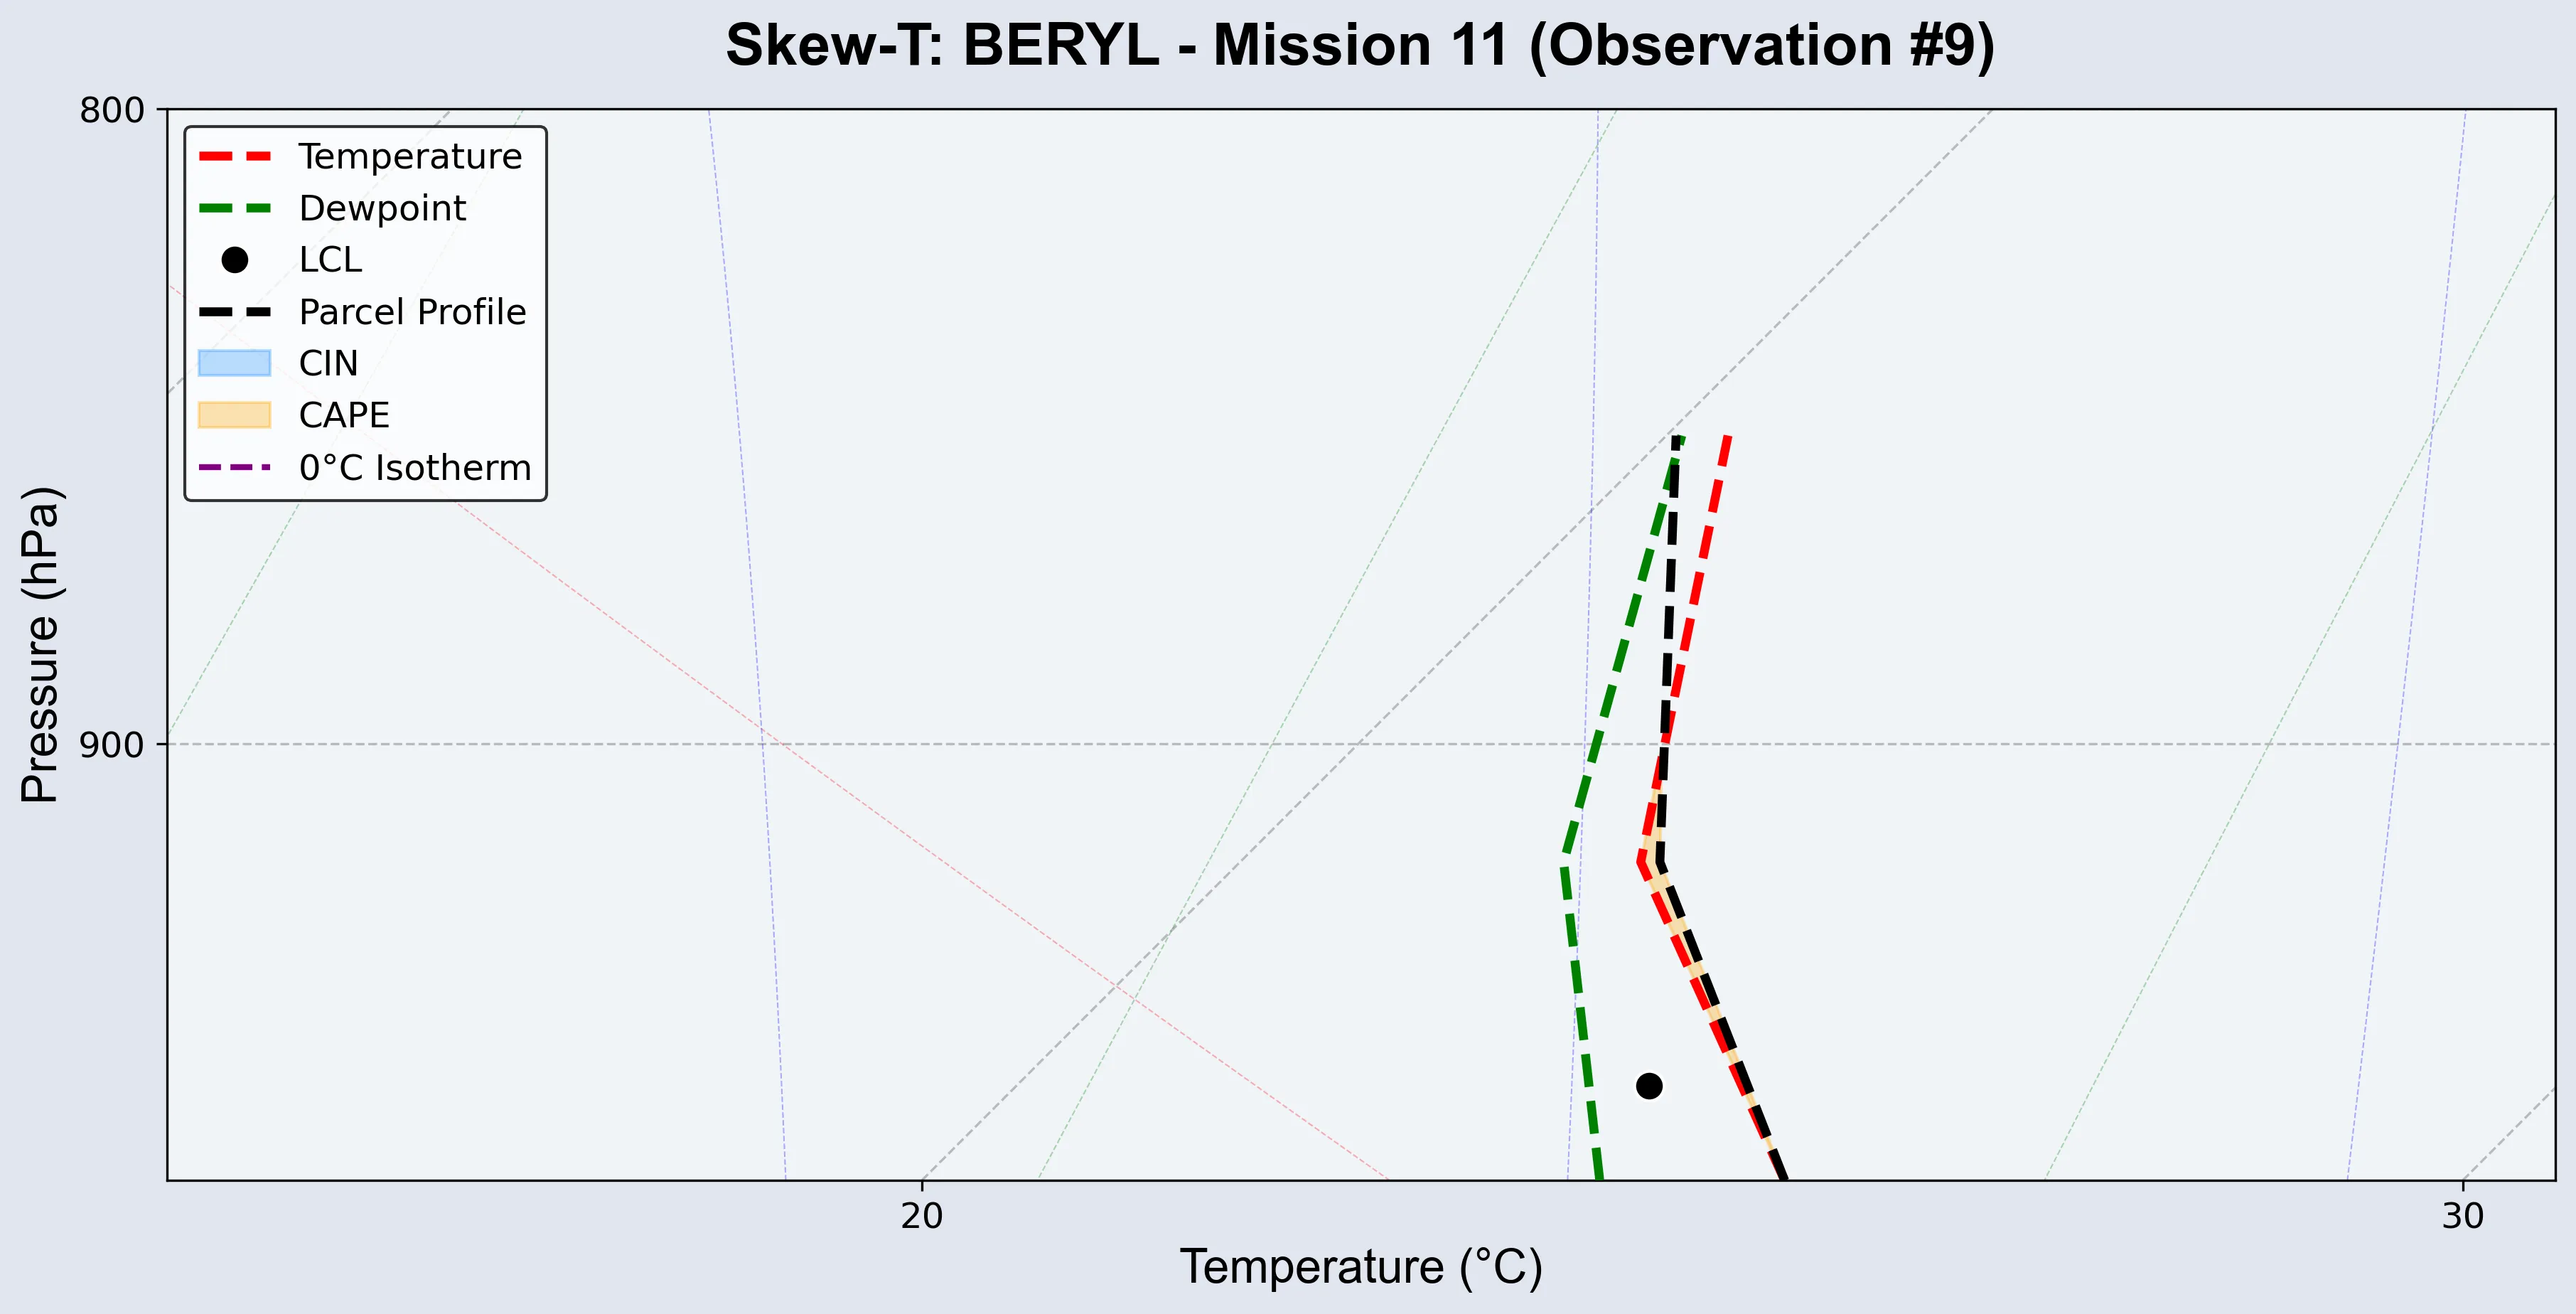 Skew-T: BERYL - Mission 11 (Observation #9)
800
Temperature
Dewpoint
LCL
Parcel Profile
CIN
CAPE
0°C Isotherm
Pressure (hPa)
900
20
30
Temperature (°C)